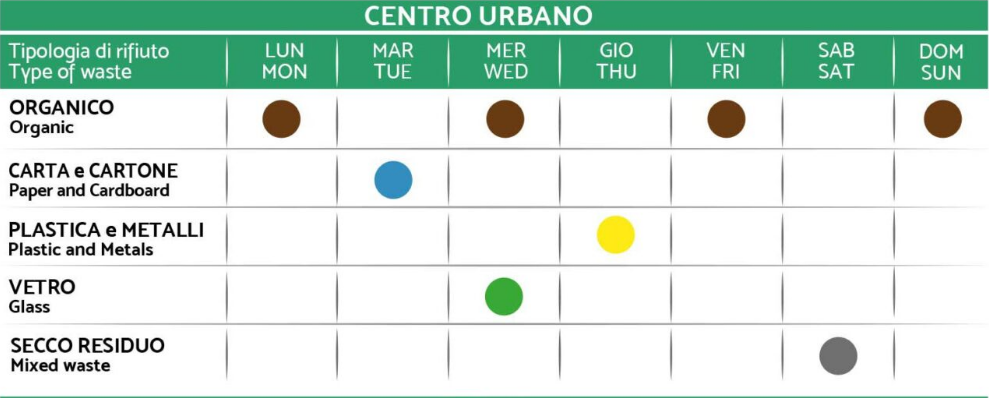 CENTRO URBANO
Tipologia di rifiuto
Type of waste
LUN
MON
MAR
TUE
MER
WED
GIO
THU
VEN
FRI
SAB
SAT
DOM
SUN
ORGANICO
Organic
CARTA e CARTONE
Paper and Cardboard
PLASTICA e METALLI
Plastic and Metals
VETRO
Glass
SECCO RESIDUO
Mixed waste